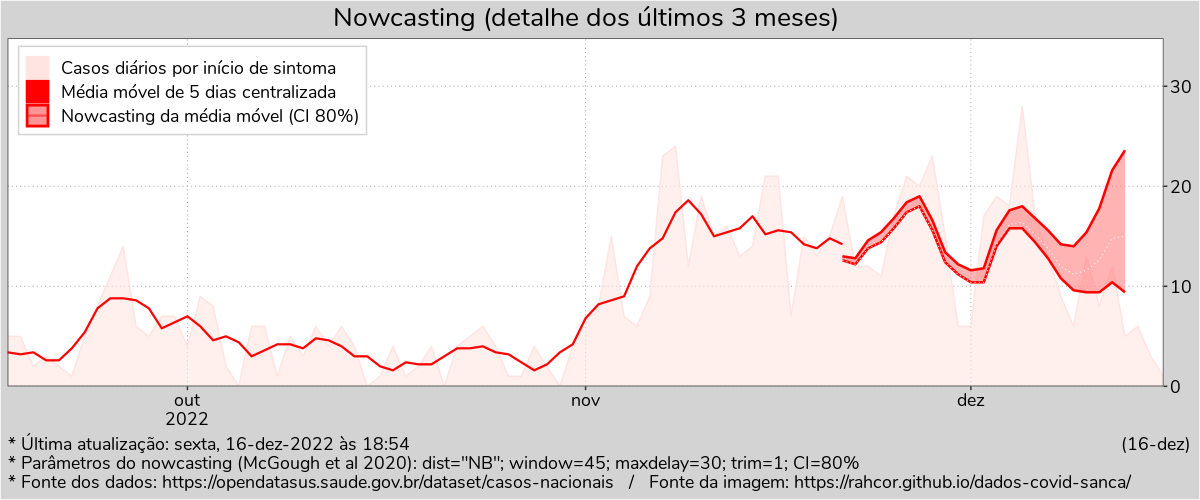 Nowcasting (detalhe dos últimos 3 meses)
Casos diários por início de sintoma
Média móvel de 5 dias centralizada
Nowcasting da média móvel (CI 80%)
30
20
10
0
out
2022
nov
dez
* Última atualização: sexta, 16-dez-2022 às 18:54
(16-dez)
* Parâmetros do nowcasting (McGough et al 2020): dist="NB"; window=45; maxdelay=30; trim=1; CI=80%
* Fonte dos dados: https://opendatasus.saude.gov.br/dataset/casos-nacionais / Fonte da imagem: https://rahcor.github.io/dados-covid-sanca/